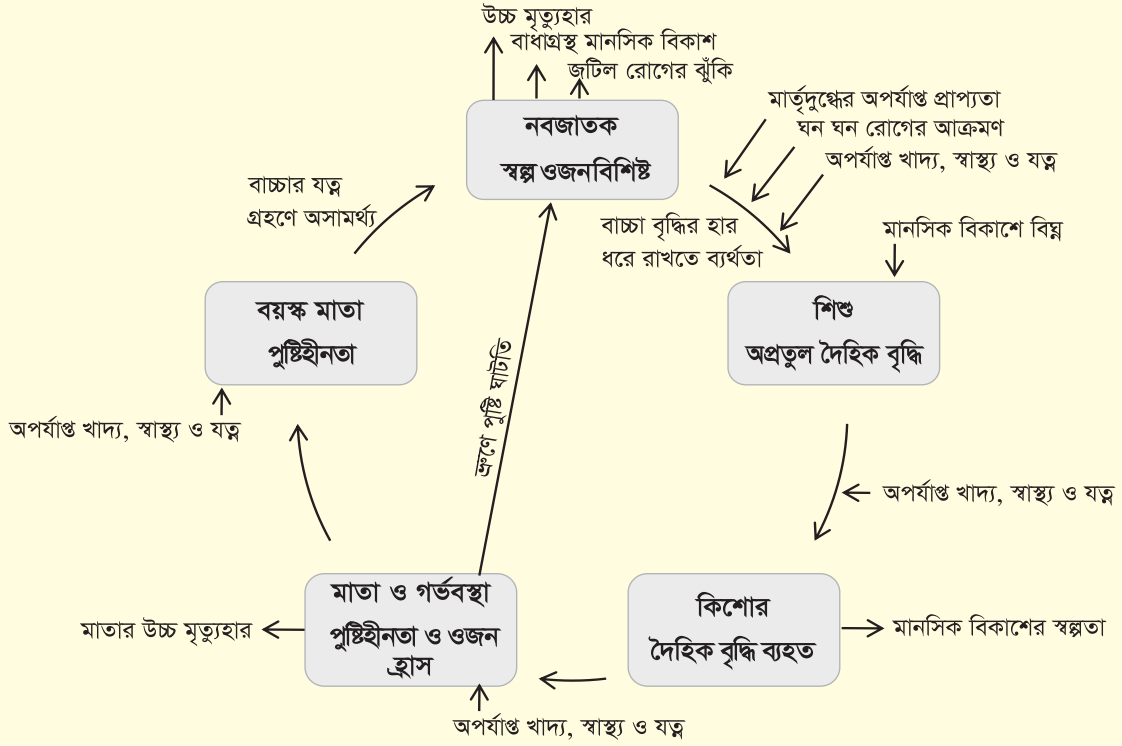 উচ্চ মৃত্যুহার
বাধাগ্রস্থ মানসিক বিকাশ
জটিল রোগের ঝুঁকি
নবজাতক
স্বল্প ওজনবিশিষ্ট
মার্তৃদুগ্ধের অপর্যাপ্ত প্রাপ্যতা
ঘন ঘন রোগের আক্রমণ
অপর্যাপ্ত খাদ্য, স্বাস্থ্য ও যত্ন
বাচ্চার যত্ন
গ্রহণে অসামর্থ্য
বাচ্চা বৃদ্ধির হার
ধরে রাখতে ব্যর্থতা
মানসিক বিকাশে বিঘ্ন
বয়স্ক মাতা
পুষ্টিহীনতা
শিশু
অপ্রতুল দৈহিক বৃদ্ধি
ভ্রুণে পুষ্টি ঘাটতি
অপর্যাপ্ত খাদ্য, স্বাস্থ্য ও যত্ন
অপর্যাপ্ত খাদ্য, স্বাস্থ্য ও যত্ন
মাতা ও গর্ভবস্থা
পুষ্টিহীনতা ও ওজন
হ্রাস
কিশোর
দৈহিক বৃদ্ধি ব্যহত
মাতার উচ্চ মৃত্যুহার
মানসিক বিকাশের স্বল্পতা
অপর্যাপ্ত খাদ্য, স্বাস্থ্য ও যত্ন